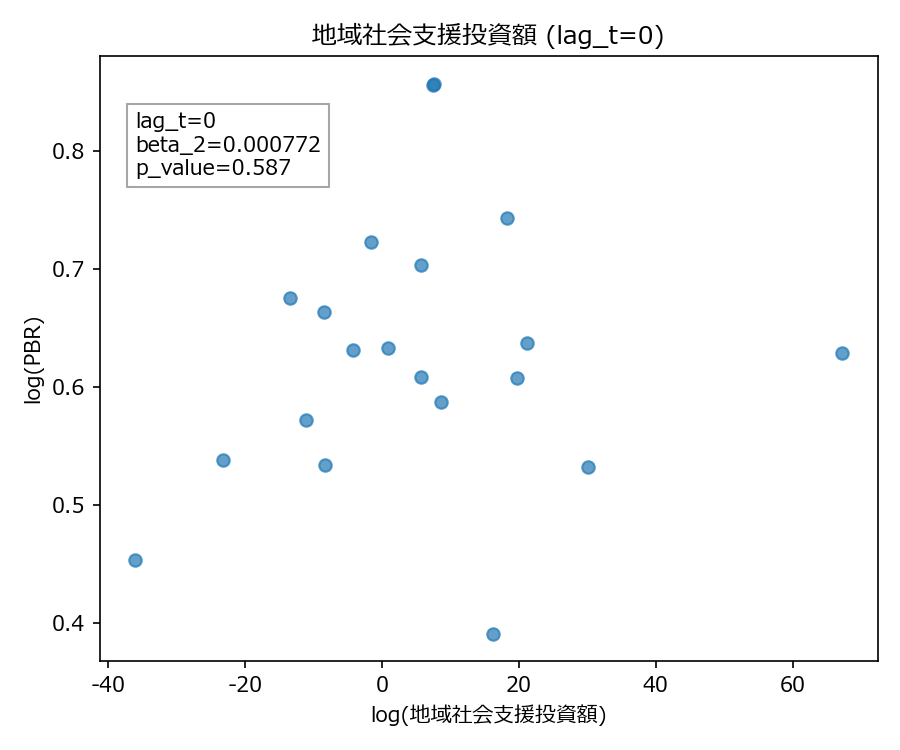 地域社会支援投資額 (lag_t=0)
lag_t=0
beta_2=0.000772
p_value=0.587
log(PBR)
0.8
0.7
0.6
0.5
0.4
-40 -20 0 20 40 60
log(地域社会支援投資額)